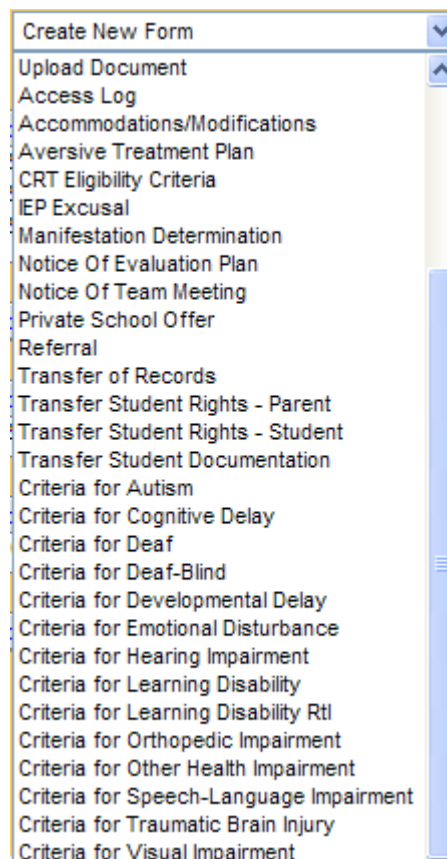 Create New Form
Upload Document
Access Log
Accommodations/Modifications
Aversive Treatment Plan
CRT Eligibility Criteria
IEP Excusal
Manifestation Determination
Notice Of Evaluation Plan
Notice Of Team Meeting
Private School Offer
Referral
Transfer of Records
Transfer Student Rights - Parent
Transfer Student Rights - Student
Transfer Student Documentation
Criteria for Autism
Criteria for Cognitive Delay
Criteria for Deaf
Criteria for Deaf-Blind
Criteria for Developmental Delay
Criteria for Emotional Disturbance
Criteria for Hearing Impairment
Criteria for Learning Disability
Criteria for Learning Disability RtI
Criteria for Orthopedic Impairment
Criteria for Other Health Impairment
Criteria for Speech-Language Impairment
Criteria for Traumatic Brain Injury
Criteria for Visual Impairment